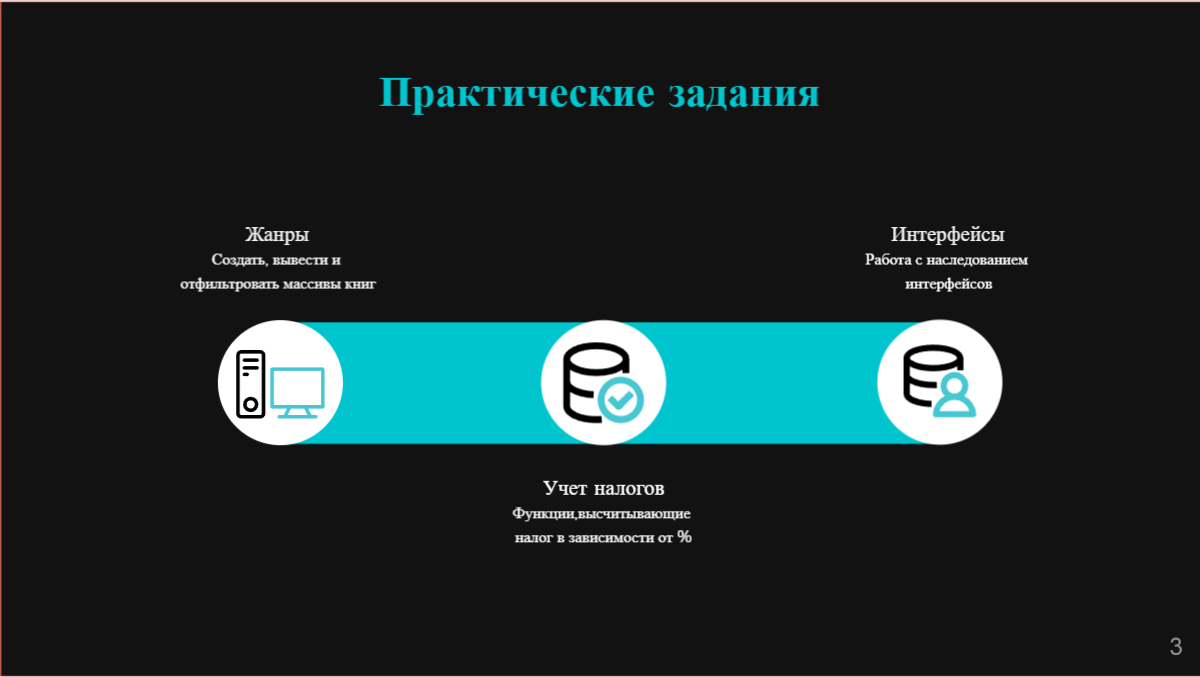 Практические задания
Жанры
Создать, вывести и
отфильтровать массивы книг
Интерфейсы
Работа с наследованием
интерфейсов
Учет налогов
Функции,высчитывающие
налог в зависимости от %
3